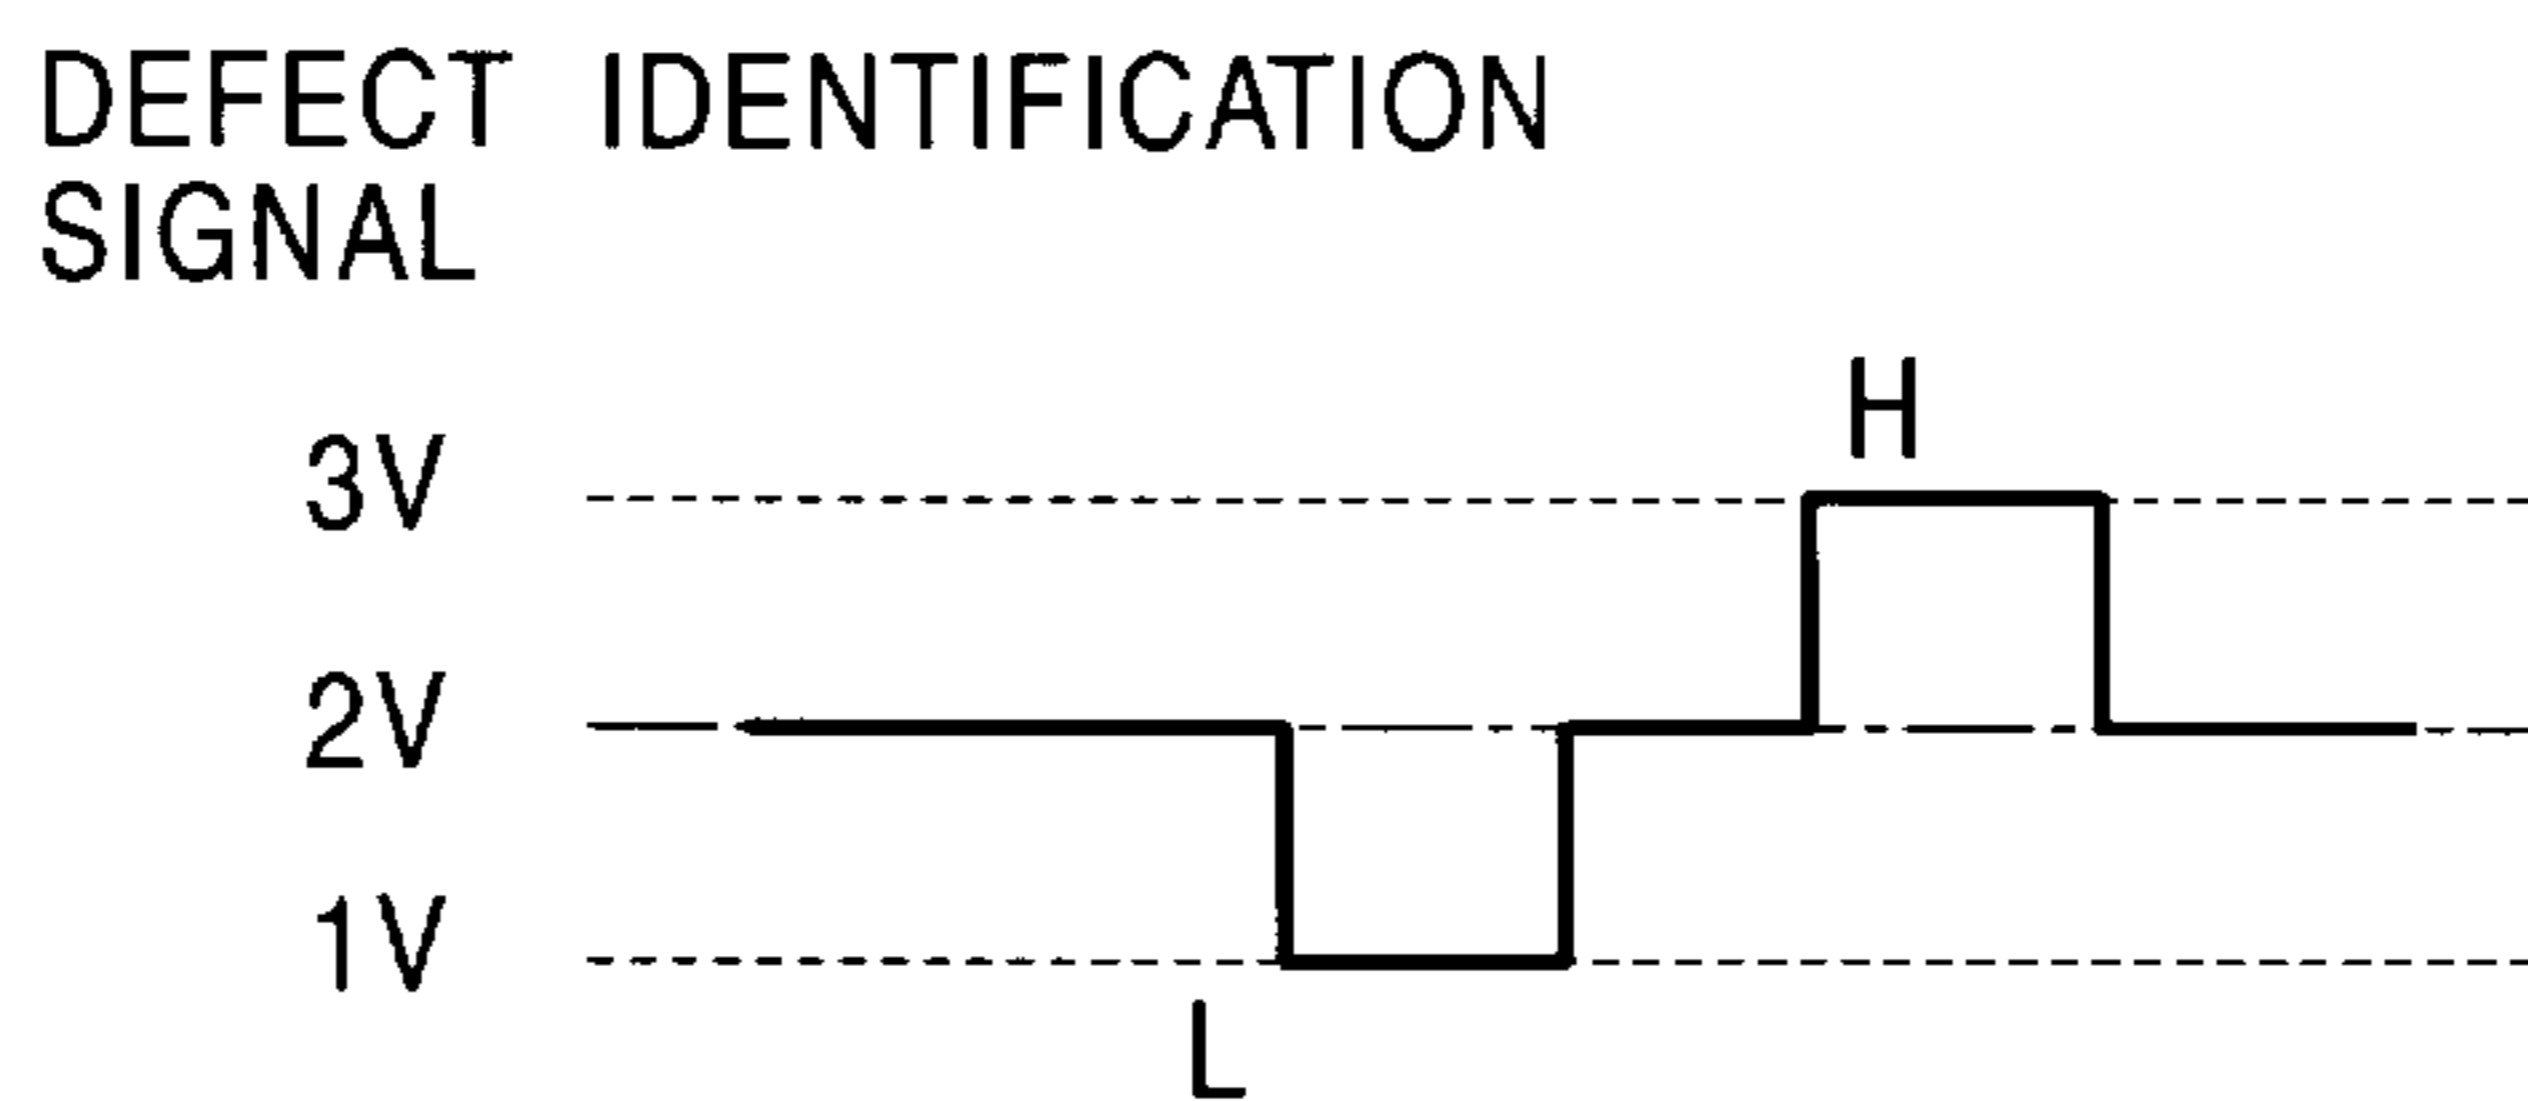 DEFECT IDENTIFICATION
SIGNAL
H
3V
2V
1V
L